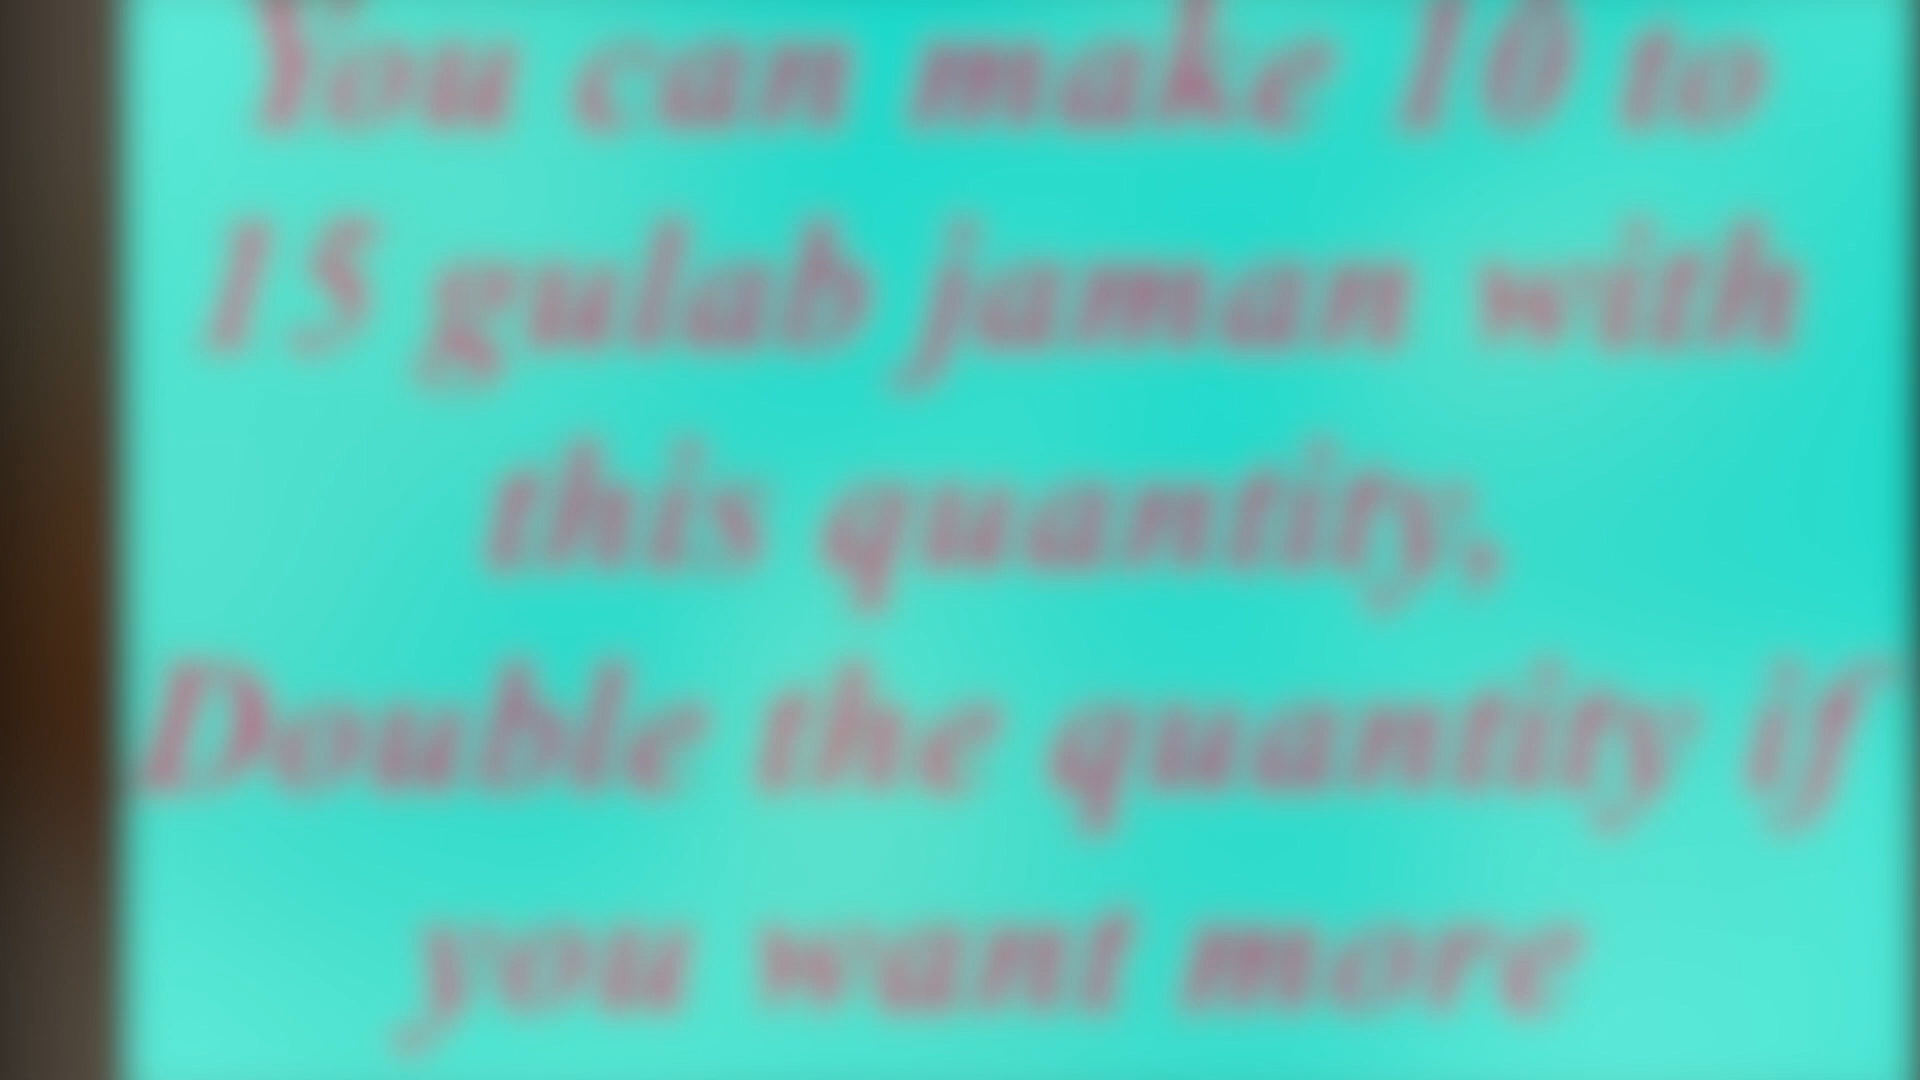 You can make 10 to
15 gulab jaman with
this quantity,
Double the quantity if
you want more